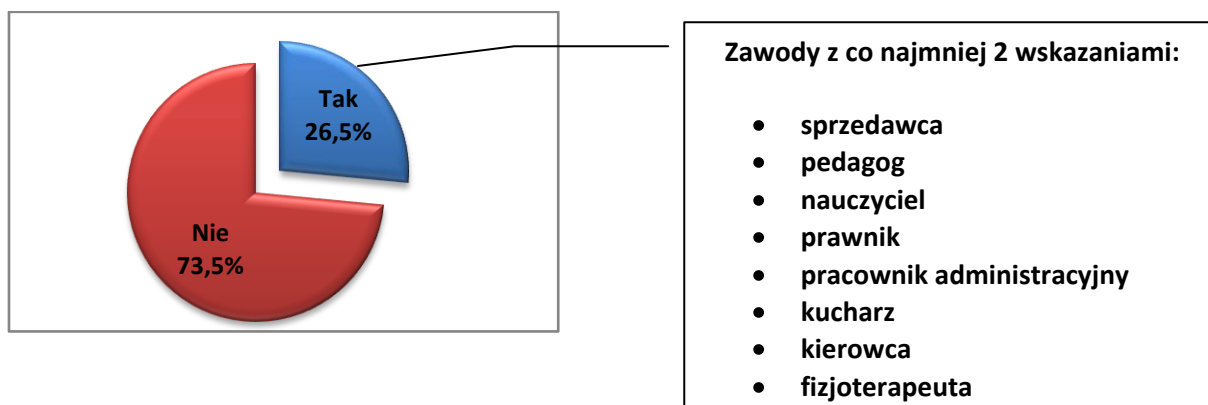 Tak
26,5%
Nie
73,5%
Zawody z co najmniej 2 wskazaniami:
• sprzedawca
• pedagog
• nauczyciel
• prawnik
• pracownik administracyjny
• kucharz
• kierowca
• fizjoterapeuta